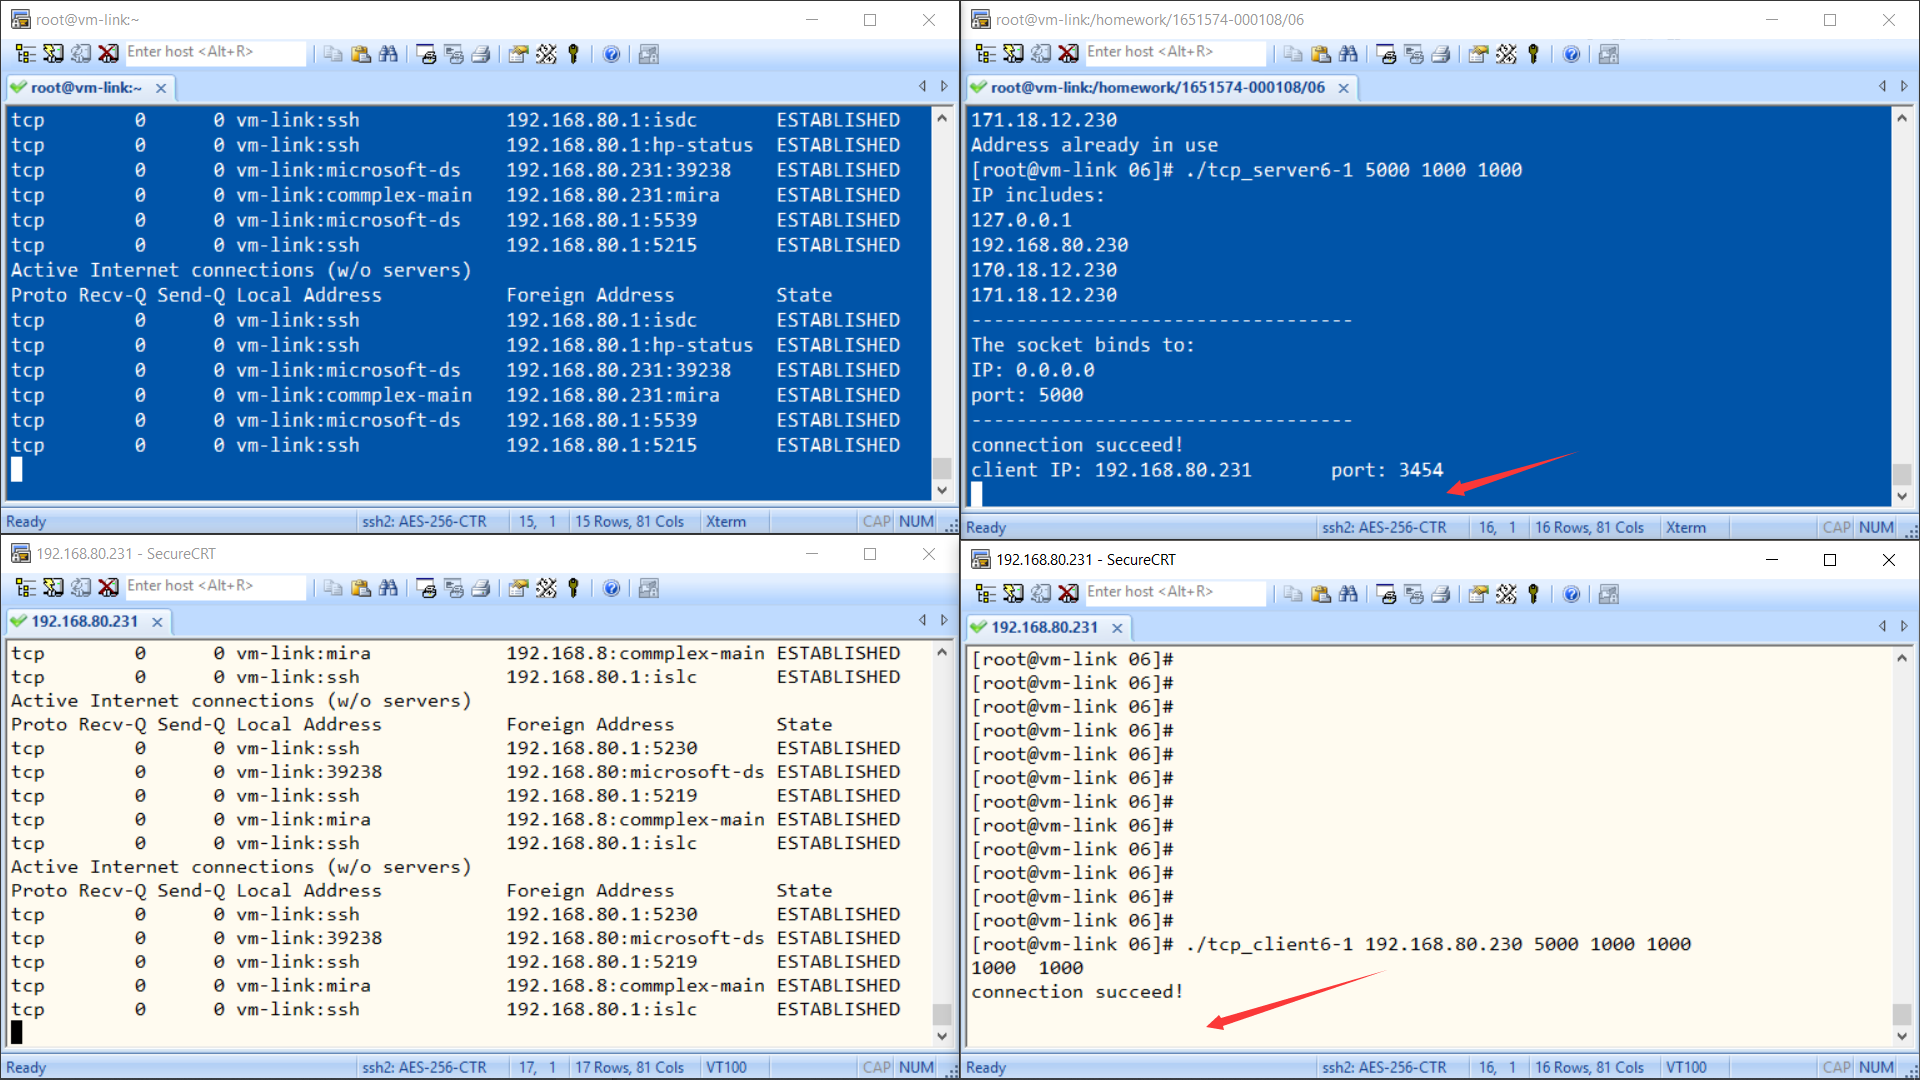 root@vm-link:~
Enter host <Alt+R>
root@vm-link:~
tcp 0 0 vm-link:ssh 192.168.80.1:isdc ESTABLISHED
tcp 0 0 vm-link:ssh 192.168.80.1:hp-status ESTABLISHED
tcp 0 0 vm-link:microsoft-ds 192.168.80.231:39238 ESTABLISHED
tcp 0 0 vm-link:commplex-main 192.168.80.231:mira ESTABLISHED
tcp 0 0 vm-link:microsoft-ds 192.168.80.1:5539 ESTABLISHED
tcp 0 0 vm-link:ssh 192.168.80.1:5215 ESTABLISHED
Active Internet connections (w/o servers)
Proto Recv-Q Send-Q Local Address Foreign Address State
tcp 0 0 vm-link:ssh 192.168.80.1:isdc ESTABLISHED
tcp 0 0 vm-link:ssh 192.168.80.1:hp-status ESTABLISHED
tcp 0 0 vm-link:microsoft-ds 192.168.80.231:39238 ESTABLISHED
tcp 0 0 vm-link:commplex-main 192.168.80.231:mira ESTABLISHED
tcp 0 0 vm-link:microsoft-ds 192.168.80.1:5539 ESTABLISHED
tcp 0 0 vm-link:ssh 192.168.80.1:5215 ESTABLISHED
Ready ssh2: AES-256-CTR 15, 1 15 Rows, 81 Cols Xterm CAP NUM
root@vm-link:/homework/1651574-000108/06
Enter host <Alt+R>
root@vm-link:/homework/1651574-000108/06
171.18.12.230
Address already in use
[root@vm-link 06]# ./tcp_server6-1 5000 1000 1000
IP includes:
127.0.0.1
192.168.80.230
170.18.12.230
171.18.12.230
----------------------------------
The socket binds to:
IP: 0.0.0.0
port: 5000
----------------------------------
connection succeed!
client IP: 192.168.80.231 port: 3454
Ready ssh2: AES-256-CTR 16, 1 16 Rows, 81 Cols Xterm CAP NUM
192.168.80.231 - SecureCRT
Enter host <Alt+R>
192.168.80.231
tcp 0 0 vm-link:mira 192.168.8:commplex-main ESTABLISHED
tcp 0 0 vm-link:ssh 192.168.80.1:islc ESTABLISHED
Active Internet connections (w/o servers)
Proto Recv-Q Send-Q Local Address Foreign Address State
tcp 0 0 vm-link:ssh 192.168.80.1:5230 ESTABLISHED
tcp 0 0 vm-link:39238 192.168.80:microsoft-ds ESTABLISHED
tcp 0 0 vm-link:ssh 192.168.80.1:5219 ESTABLISHED
tcp 0 0 vm-link:mira 192.168.8:commplex-main ESTABLISHED
tcp 0 0 vm-link:ssh 192.168.80.1:islc ESTABLISHED
Active Internet connections (w/o servers)
Proto Recv-Q Send-Q Local Address Foreign Address State
tcp 0 0 vm-link:ssh 192.168.80.1:5230 ESTABLISHED
tcp 0 0 vm-link:39238 192.168.80:microsoft-ds ESTABLISHED
tcp 0 0 vm-link:ssh 192.168.80.1:5219 ESTABLISHED
tcp 0 0 vm-link:mira 192.168.8:commplex-main ESTABLISHED
tcp 0 0 vm-link:ssh 192.168.80.1:islc ESTABLISHED
Ready ssh2: AES-256-CTR 17, 1 17 Rows, 81 Cols VT100 CAP NUM
192.168.80.231 - SecureCRT
Enter host <Alt+R>
192.168.80.231
[root@vm-link 06]#
[root@vm-link 06]#
[root@vm-link 06]#
[root@vm-link 06]#
[root@vm-link 06]#
[root@vm-link 06]#
[root@vm-link 06]#
[root@vm-link 06]#
[root@vm-link 06]#
[root@vm-link 06]#
[root@vm-link 06]#
[root@vm-link 06]#
[root@vm-link 06]# ./tcp_client6-1 192.168.80.230 5000 1000 1000
1000 1000
connection succeed!
Ready ssh2: AES-256-CTR 16, 1 16 Rows, 81 Cols VT100 CAP NUM